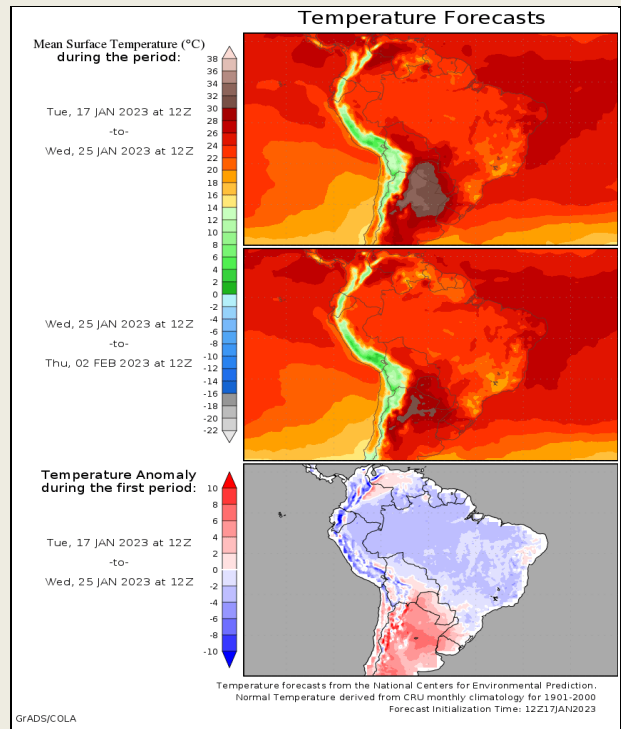 Temperature Forecasts
Mean Surface Temperature (°C)
during the period:
Tue, 17 JAN 2023 at 12Z
-to-
Wed, 25 JAN 2023 at 12Z
38
36
34
32
30
28
26
24
22
20
18
16
14
12
10
8
6
4
2
0
-2
-4
-6
-8
-10
-12
-14
-16
-18
-20
-22
Wed, 25 JAN 2023 at 12Z
-to-
Thu, 02 FEB 2023 at 12Z
Temperature Anomaly
during the first period:
Tue, 17 JAN 2023 at 12Z
-to-
Wed, 25 JAN 2023 at 12Z
10
8
6
4
2
0
-2
-4
-6
-8
-10
Temperature forecasts from the National Centers for Environmental Prediction.
Normal Temperature derived from CRU monthly climatology for 1901-2000
Forecast Initialization Time: 12Z17JAN2023
GrADS/COLA